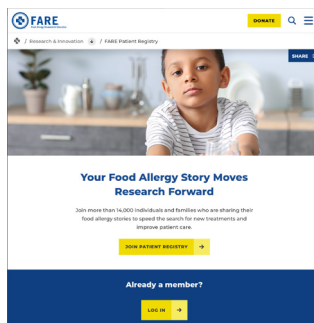 FARE
DONATE
/ Research & Innovation / FARE Patient Registry
SHARE
Your Food Allergy Story Moves
Research Forward
Join more than 14,000 individuals and families who are sharing their
food allergy stories to speed the search for new treatments and
improve patient care.
JOIN PATIENT REGISTRY
Already a member?
LOG IN